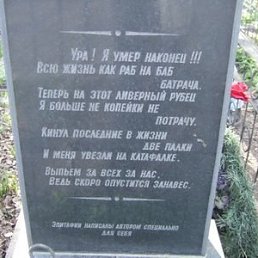 Ура ! Я умер наконец !!!
Всю жизнь как раб на баб
батрача.
Теперь на этот ливерный рубец
Я больше не копейки не
потрачу.
Кинул последние в жизни
две палки
И меня увезли на катафалке.
Выпьем за всех за нас,
Ведь скоро опустится занавес.
Эпитафии написаны автором специально
для себя